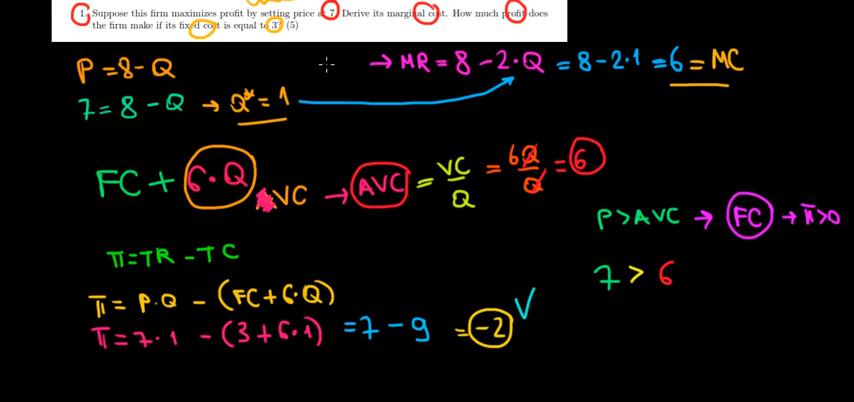 1. Suppose this firm maximizes profit by setting price at 7. Derive its marginal cost. How much profit does
the firm make if its fixed cost is equal to 3? (5)
P = 8 - Q
→ MR = 8 - 2·Q = 8 - 2·1 = 6 = MC
7 = 8 - Q → Q* = 1
FC + 6·Q VC → AVC = VC/Q = 6Q/Q = 6
P > AVC → FC → π > 0
π = TR - TC
7 > 6
π = P·Q - (FC + 6·Q)
π = 7·1 - (3 + 6·1) = 7 - 9 = -2 √